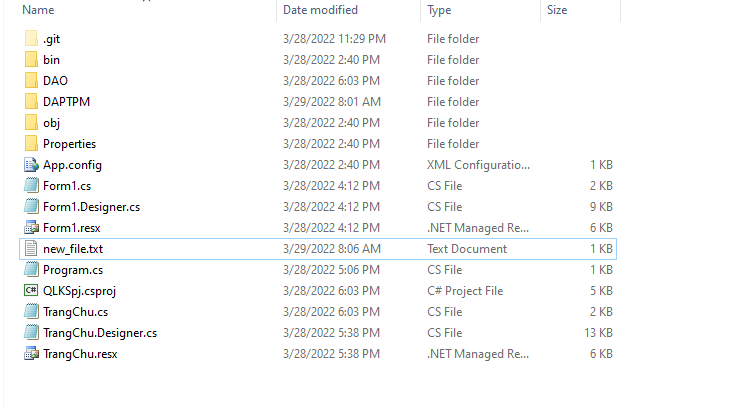 Name Date modified Type Size
.git 3/28/2022 11:29 PM File folder
bin 3/28/2022 2:40 PM File folder
DAO 3/28/2022 6:03 PM File folder
DAPTPM 3/29/2022 8:01 AM File folder
obj 3/28/2022 2:40 PM File folder
Properties 3/28/2022 2:40 PM File folder
App.config 3/28/2022 2:40 PM XML Configuratio... 1 KB
Form1.cs 3/28/2022 4:12 PM CS File 2 KB
Form1.Designer.cs 3/28/2022 4:12 PM CS File 9 KB
Form1.resx 3/28/2022 4:12 PM .NET Managed Re... 6 KB
new_file.txt 3/29/2022 8:06 AM Text Document 1 KB
Program.cs 3/28/2022 5:06 PM CS File 1 KB
C# QLKSpj.csproj 3/28/2022 6:03 PM C# Project File 5 KB
TrangChu.cs 3/28/2022 6:03 PM CS File 2 KB
TrangChu.Designer.cs 3/28/2022 5:38 PM CS File 13 KB
TrangChu.resx 3/28/2022 5:38 PM .NET Managed Re... 6 KB